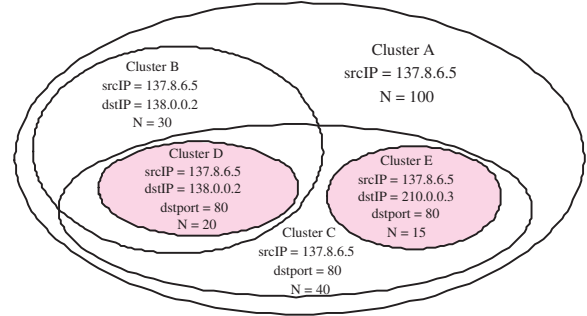 Cluster A
srcIP = 137.8.6.5
N = 100
Cluster B
srcIP = 137.8.6.5
dstIP = 138.0.0.2
N = 30
Cluster D
srcIP = 137.8.6.5
dstIP = 138.0.0.2
dstport = 80
N = 20
Cluster E
srcIP = 137.8.6.5
dstIP = 210.0.0.3
dstport = 80
N = 15
Cluster C
srcIP = 137.8.6.5
dstport = 80
N = 40